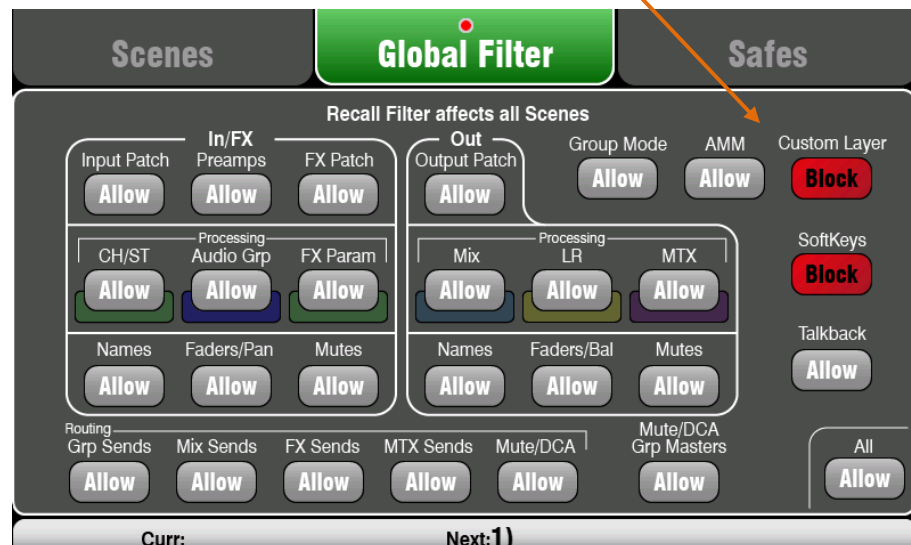 Scenes
Global Filter
Safes
Recall Filter affects all Scenes
In/FX
Input Patch Preamps FX Patch
Allow Allow Allow
Out
Output Patch
Allow
Group Mode AMM Custom Layer
Allow Allow Block
Processing
CH/ST Audio Grp FX Param
Allow Allow Allow
Processing
Mix LR MTX
Allow Allow Allow
SoftKeys
Block
Names Faders/Pan Mutes
Allow Allow Allow
Names Faders/Bal Mutes
Allow Allow Allow
Talkback
Allow
Routing
Grp Sends Mix Sends FX Sends MTX Sends Mute/DCA
Allow Allow Allow Allow Allow
Mute/DCA
Grp Masters
Allow
All
Allow
Curr:
Next:1)